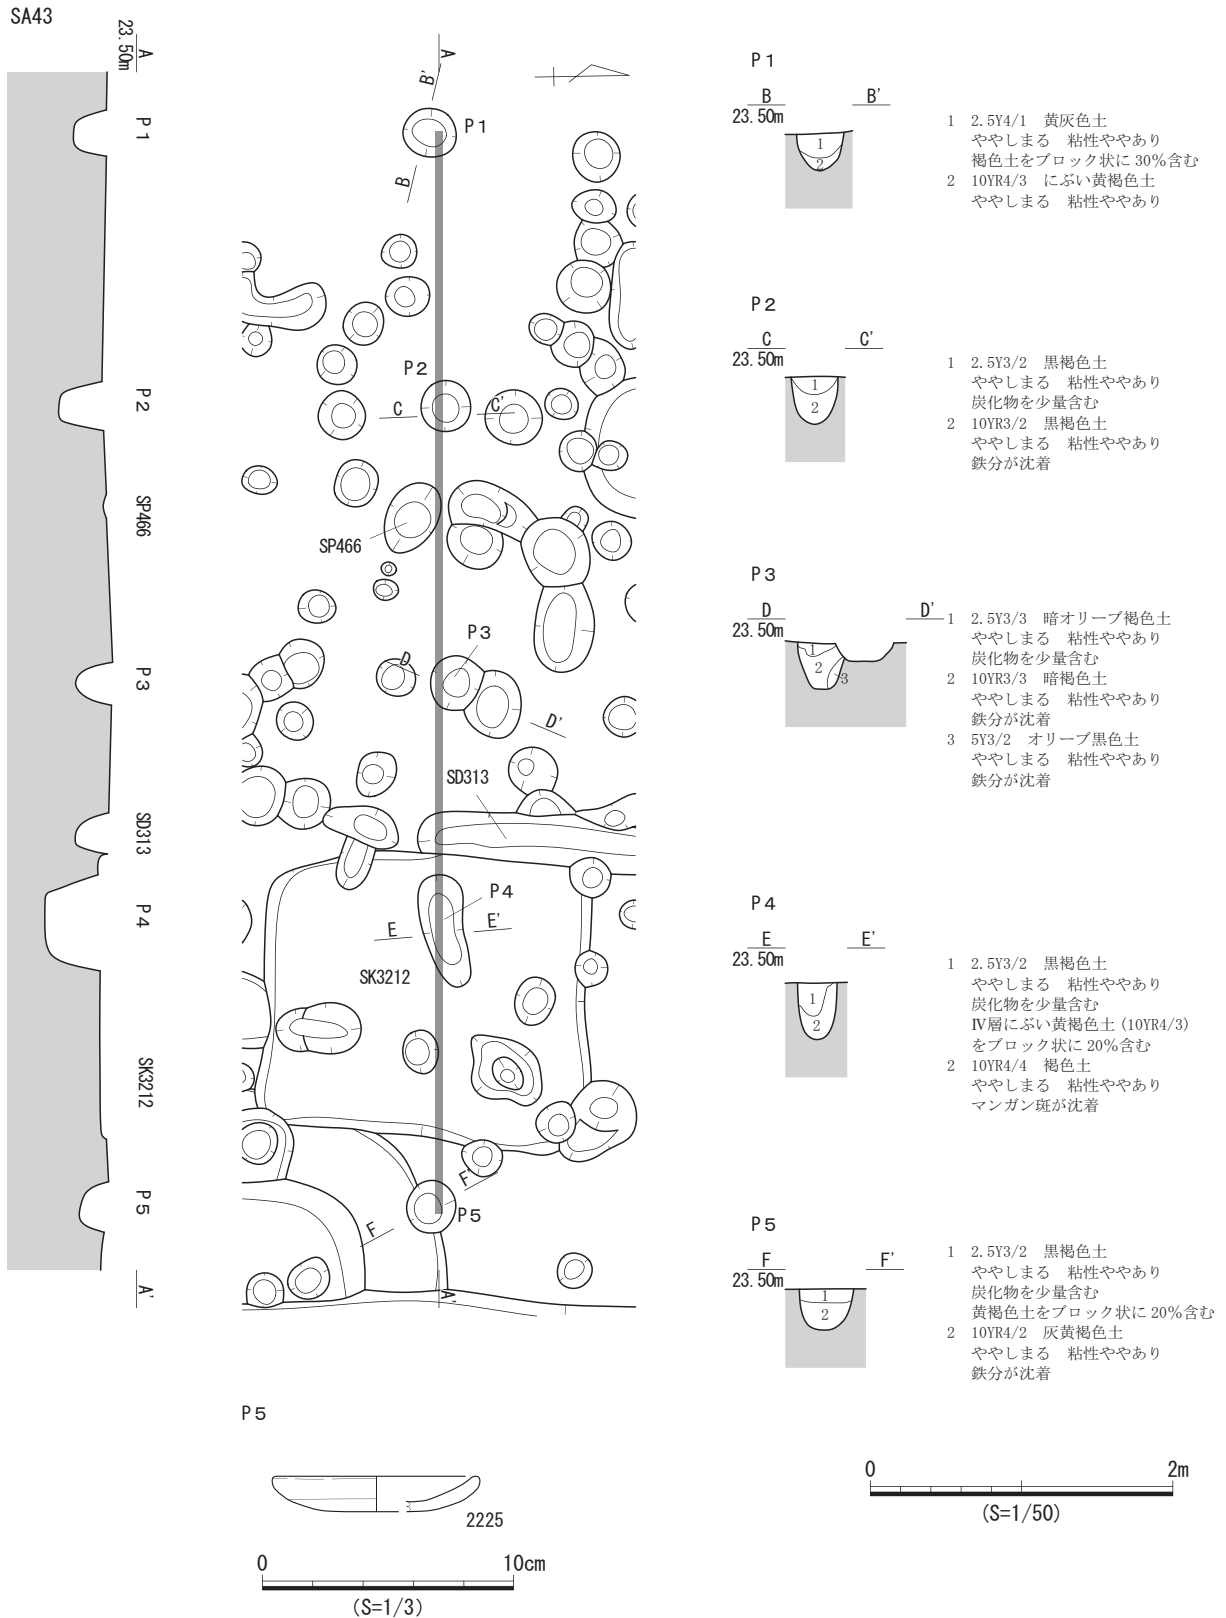 SA43
A
23.50m
P1
P2
SP466
P3
SD313
P4
SK3212
P5
A'
A
B'
P1
B
P2
C
C'
SP466
P3
D
D'
SD313
P4
E
E'
SK3212
F'
F
P5
A'
P1
B
B'
23.50m
1
2
1 2.5Y4/1 黄灰色土
ややしまる 粘性ややあり
褐色土をブロック状に30%含む
2 10YR4/3 にぶい黄褐色土
ややしまる 粘性ややあり
P2
C
C'
23.50m
1
2
1 2.5Y3/2 黒褐色土
ややしまる 粘性ややあり
炭化物を少量含む
2 10YR3/2 黒褐色土
ややしまる 粘性ややあり
鉄分が沈着
P3
D
D'
23.50m
1
2
3
1 2.5Y3/3 暗オリーブ褐色土
ややしまる 粘性ややあり
炭化物を少量含む
2 10YR3/3 暗褐色土
ややしまる 粘性ややあり
鉄分が沈着
3 5Y3/2 オリーブ黒色土
ややしまる 粘性ややあり
鉄分が沈着
P4
E
E'
23.50m
1
2
1 2.5Y3/2 黒褐色土
ややしまる 粘性ややあり
炭化物を少量含む
Ⅳ層にぶい黄褐色土(10YR4/3)
をブロック状に20%含む
2 10YR4/4 褐色土
ややしまる 粘性ややあり
マンガン斑が沈着
P5
F
F'
23.50m
1
2
1 2.5Y3/2 黒褐色土
ややしまる 粘性ややあり
炭化物を少量含む
黄褐色土をブロック状に20%含む
2 10YR4/2 灰黄褐色土
ややしまる 粘性ややあり
鉄分が沈着
P5
2225
0 10cm
(S=1/3)
0 2m
(S=1/50)